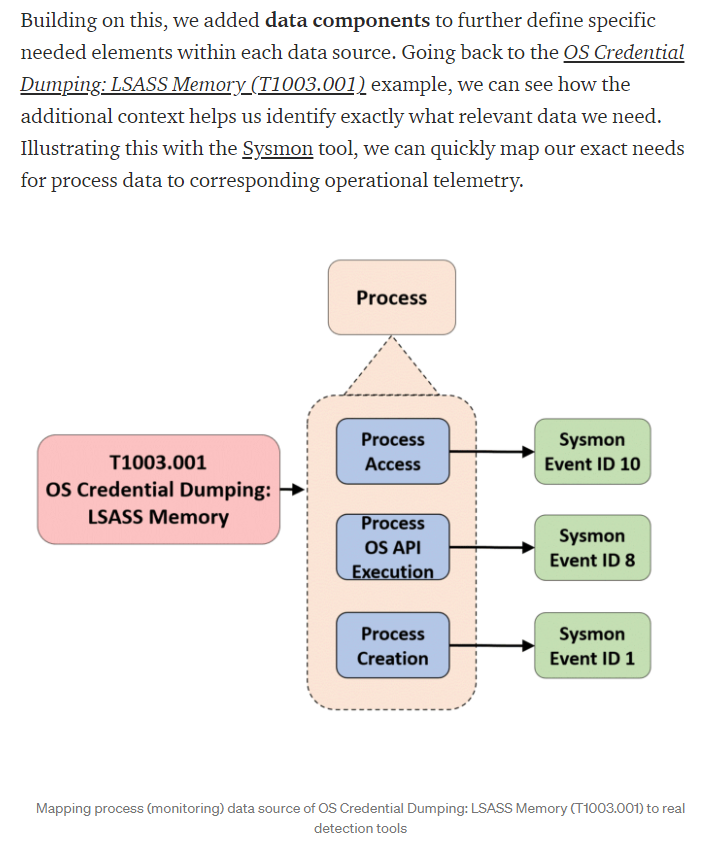 Building on this, we added data components to further define specific
needed elements within each data source. Going back to the OS Credential
Dumping: LSASS Memory (T1003.001) example, we can see how the
additional context helps us identify exactly what relevant data we need.
Illustrating this with the Sysmon tool, we can quickly map our exact needs
for process data to corresponding operational telemetry.
Process
T1003.001
OS Credential Dumping:
LSASS Memory
Process
Access
Sysmon
Event ID 10
Process
OS API
Execution
Sysmon
Event ID 8
Process
Creation
Sysmon
Event ID 1
Mapping process (monitoring) data source of OS Credential Dumping: LSASS Memory (T1003.001) to real
detection tools